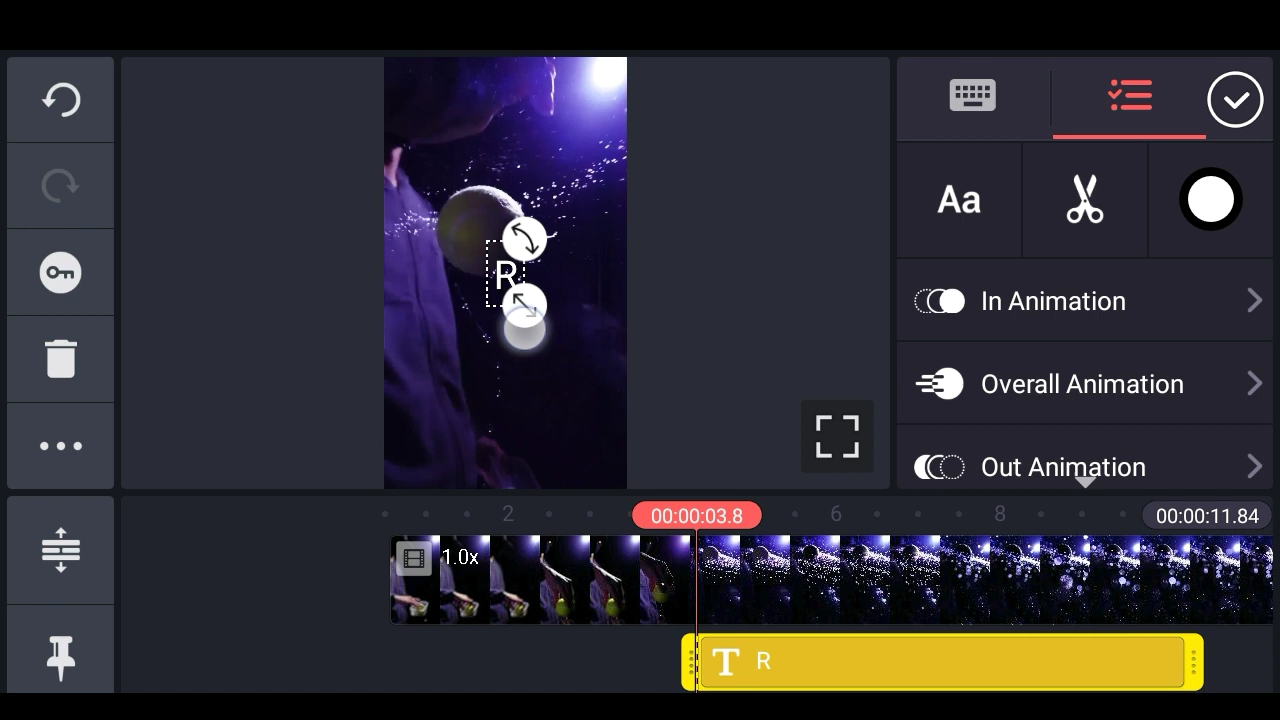 Aa
R
In Animation
Overall Animation
Out Animation
2
00:00:03.8
6
8
00:00:11.84
1.0x
T R